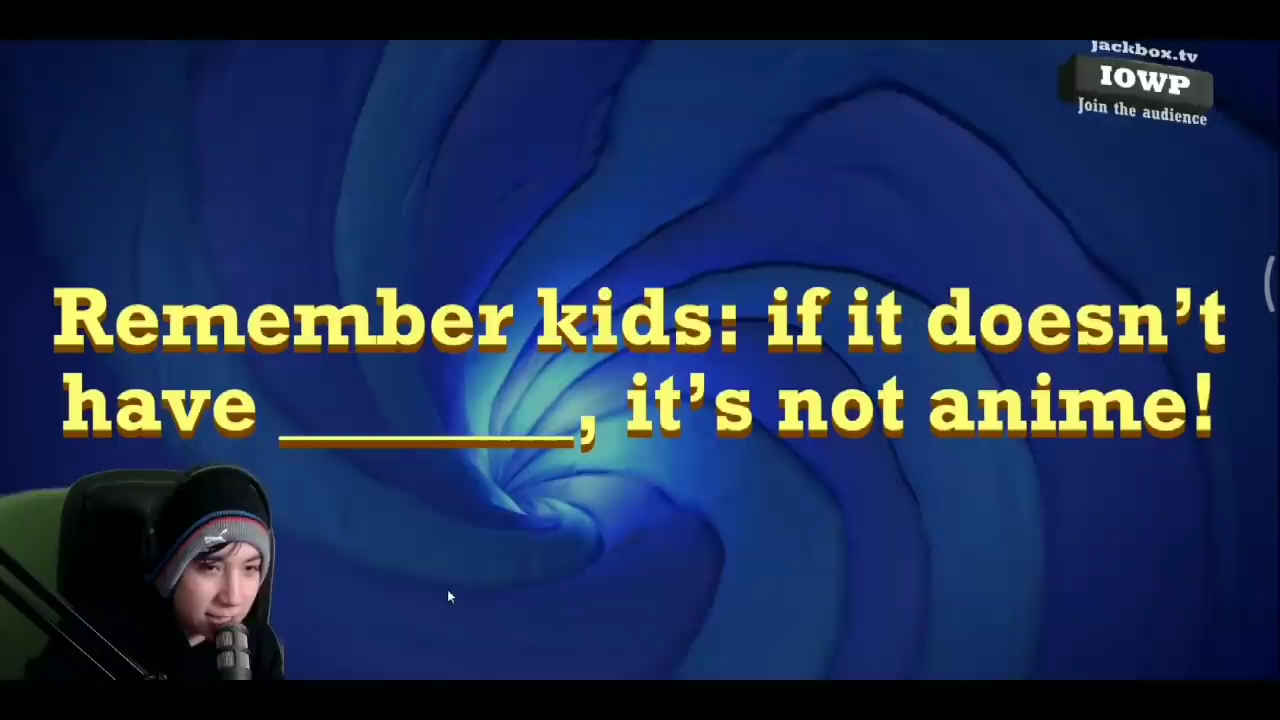 jackbox.tv
IOWP
Join the audience
Remember kids: if it doesn’t
have ________, it’s not anime!